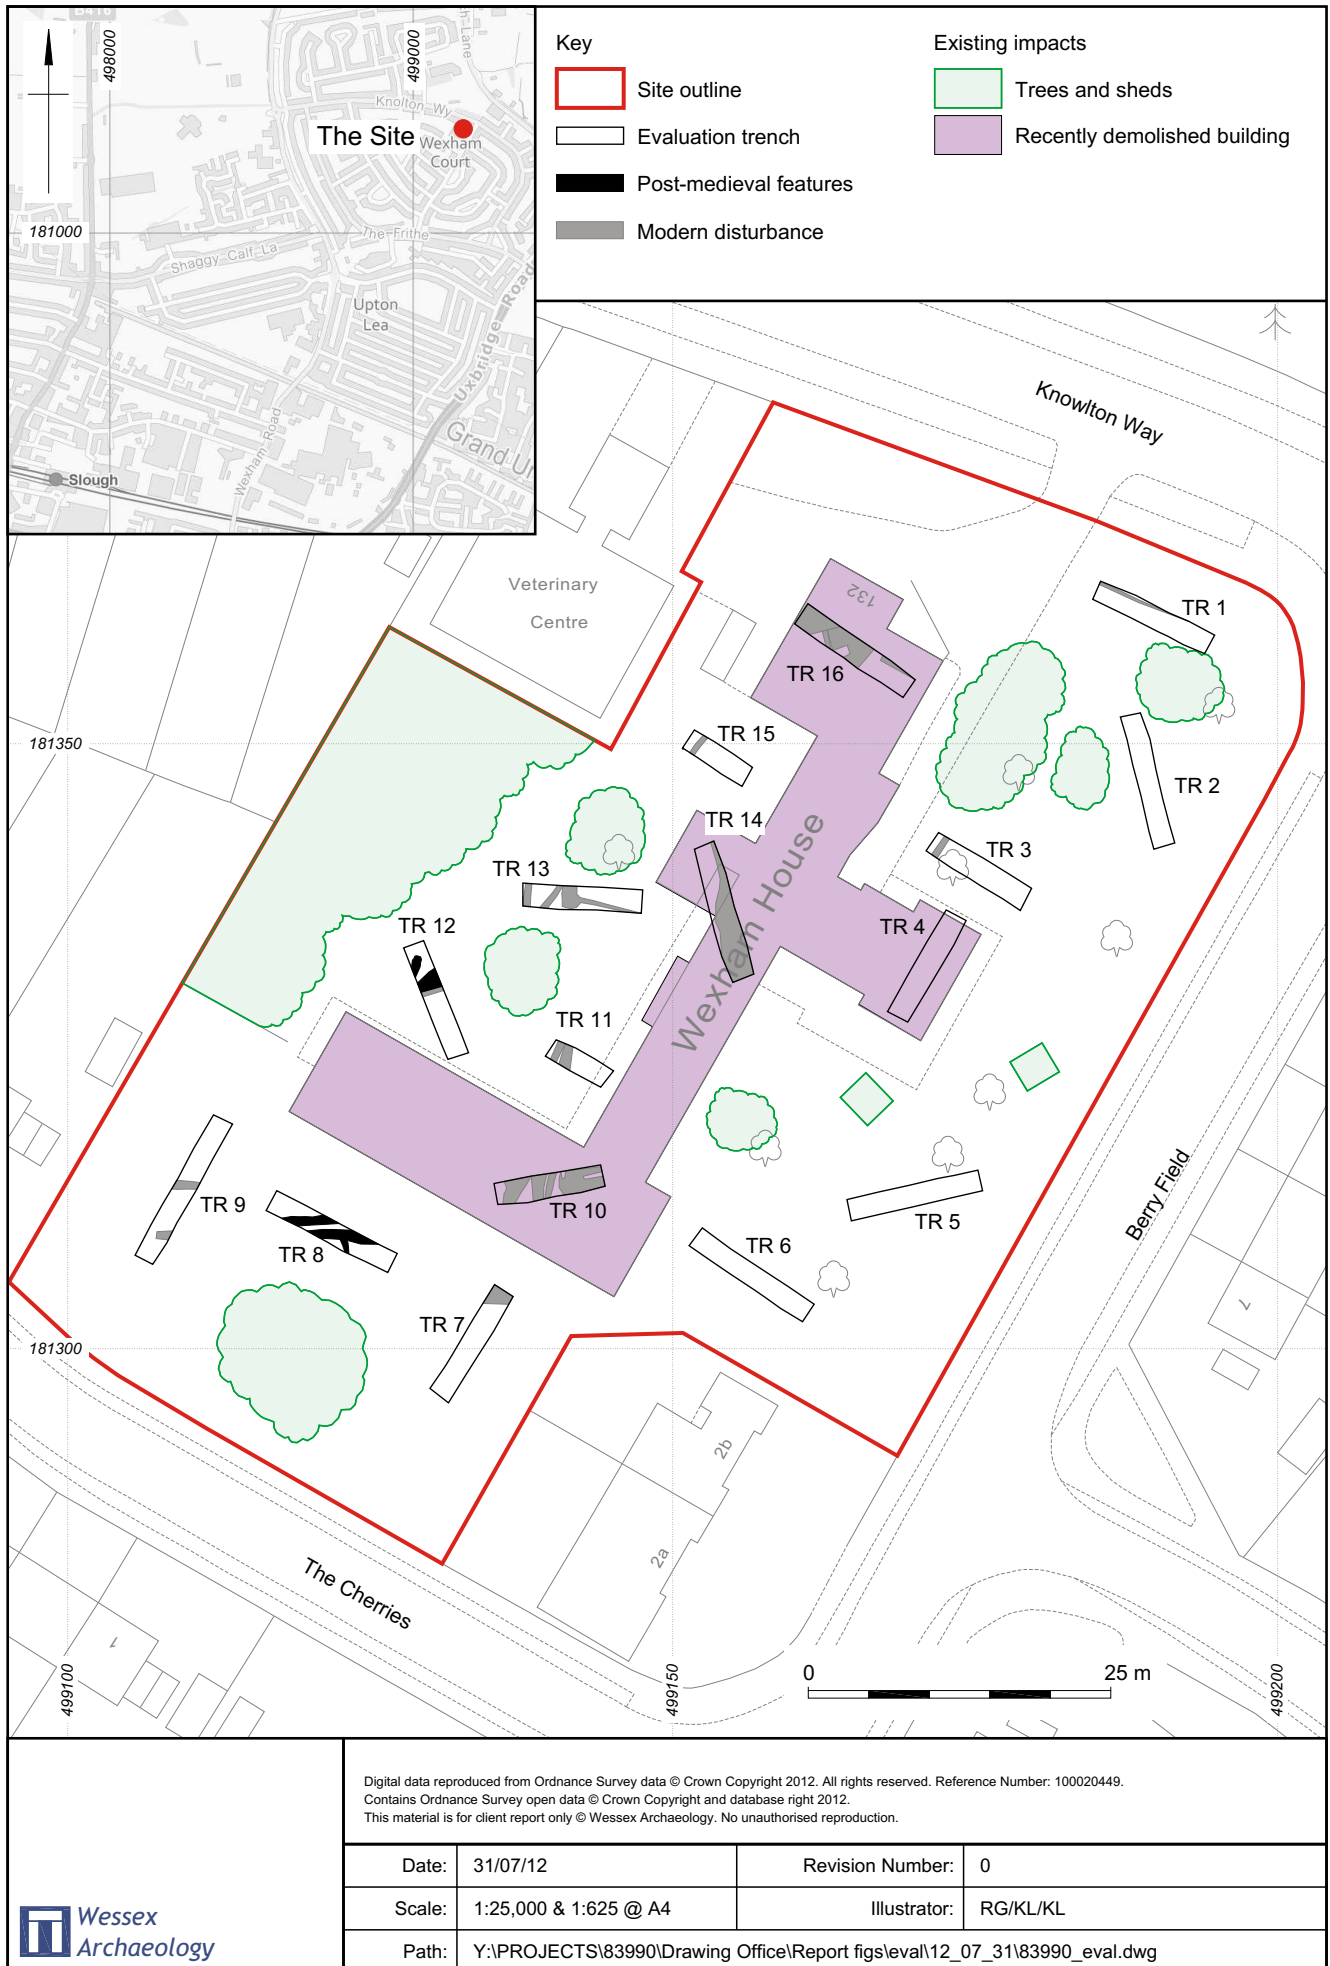 B416
498000
499000
ch-Lane
Knolton-Wy
The Site
Wexham
Court
181000
The-Frithe
Shaggy-Calf-La
Upton
Lea
Uxbridge-Road
Wexham-Road
Grand Un
Slough
Key
Site outline
Evaluation trench
Post-medieval features
Modern disturbance
Existing impacts
Trees and sheds
Recently demolished building
Knowlton Way
Veterinary
Centre
132
TR 1
TR 16
181350
TR 15
TR 2
TR 14
TR 3
TR 13
TR 12
TR 4
Wexham House
TR 11
TR 9
TR 10
TR 5
TR 8
TR 6
Berry Field
TR 7
7
181300
2b
2a
The Cherries
1
499100
499150
499200
0 25 m
Digital data reproduced from Ordnance Survey data © Crown Copyright 2012. All rights reserved. Reference Number: 100020449.
Contains Ordnance Survey open data © Crown Copyright and database right 2012.
This material is for client report only © Wessex Archaeology. No unauthorised reproduction.
Date: 31/07/12 Revision Number: 0
Scale: 1:25,000 & 1:625 @ A4 Illustrator: RG/KL/KL
Path: Y:\PROJECTS\83990\Drawing Office\Report figs\eval\12_07_31\83990_eval.dwg
Wessex
Archaeology